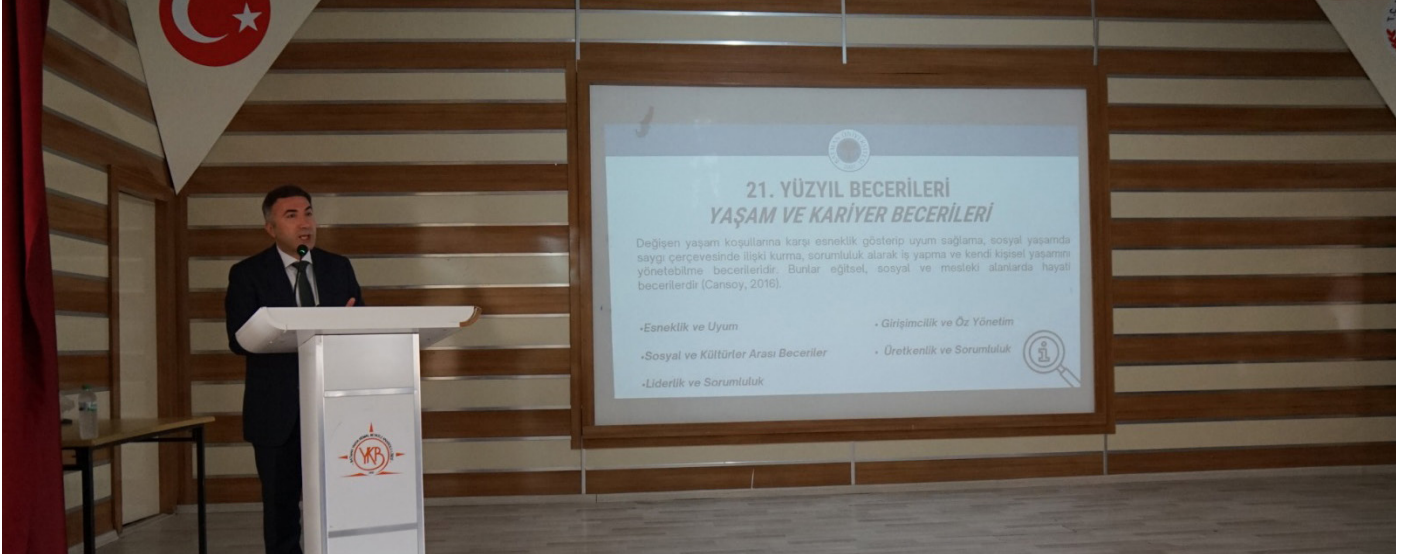 21. YÜZYIL BECERİLERİ
YAŞAM VE KARİYER BECERİLERİ
Değişen yaşam koşullarına karşı esneklik gösterip uyum sağlama, sosyal yaşamda
saygı çerçevesinde ilişki kurma, sorumluluk alarak iş yapma ve kendi kişisel yaşamını
yönetebilme becerileridir. Bunlar eğitsel, sosyal ve mesleki alanlarda hayati
becerilerdir (Cansoy, 2016).
•Esneklik ve Uyum
•Sosyal ve Kültürler Arası Beceriler
•Liderlik ve Sorumluluk
• Girişimcilik ve Öz Yönetim
• Üretkenlik ve Sorumluluk
YKB
T.C.